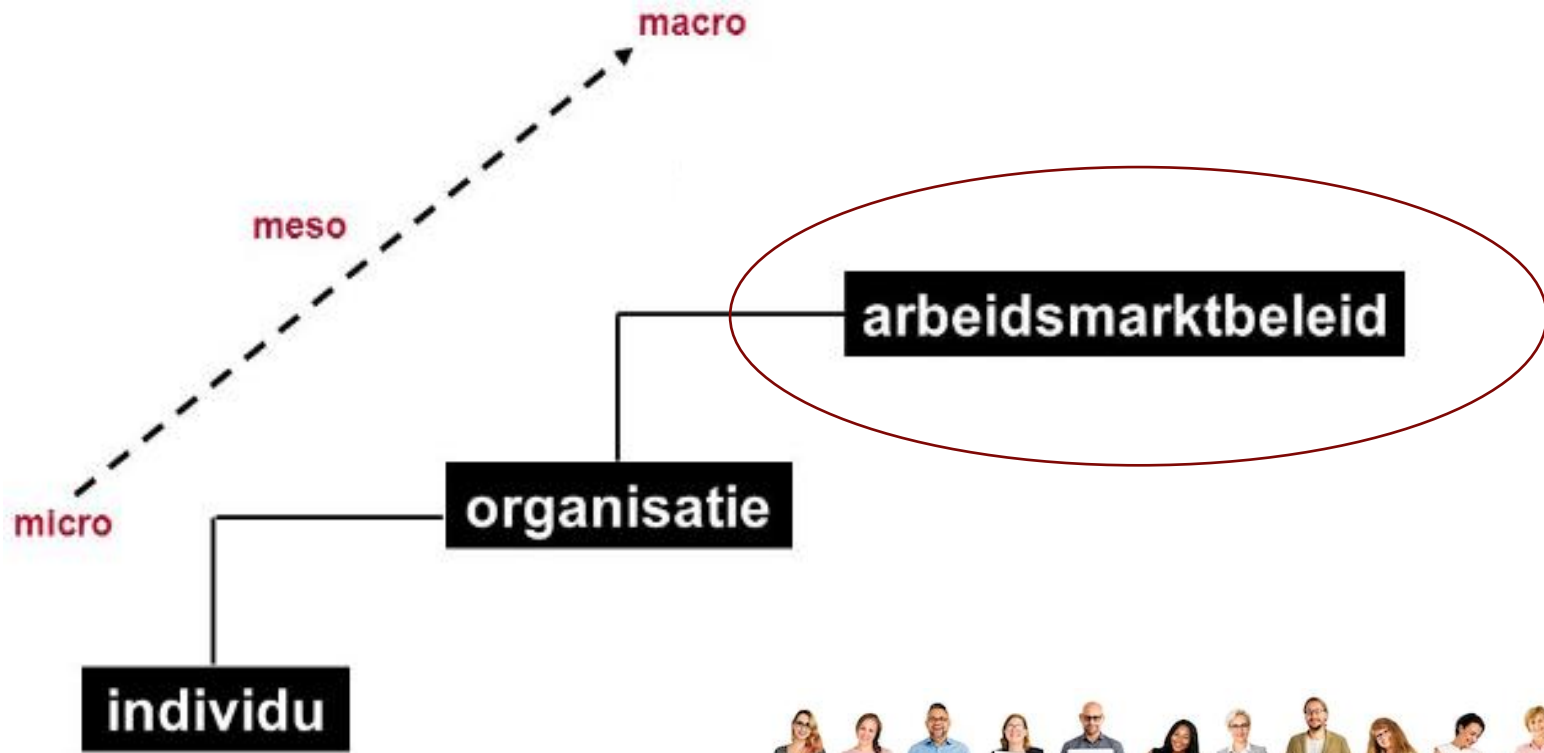 macro
meso
arbeidsmarktbeleid
organisatie
micro
individu